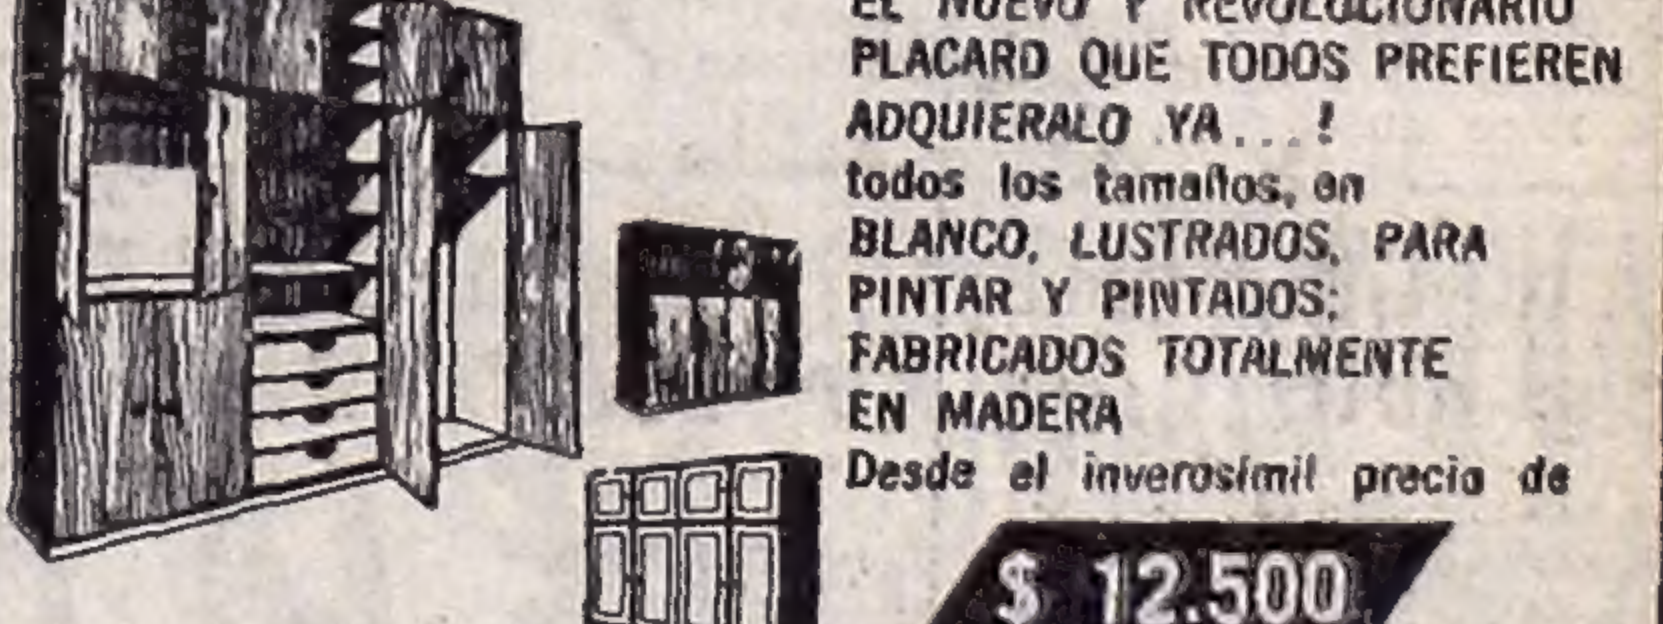 EL NUEVO Y REVOLUCIONARIO
PLACARD QUE TODOS PREFIEREN
ADQUIERALO YA...!
todos los tamaños, en
BLANCO, LUSTRADOS, PARA
PINTAR Y PINTADOS;
FABRICADOS TOTALMENTE
EN MADERA
Desde el inverosímil precio de
$ 12.500